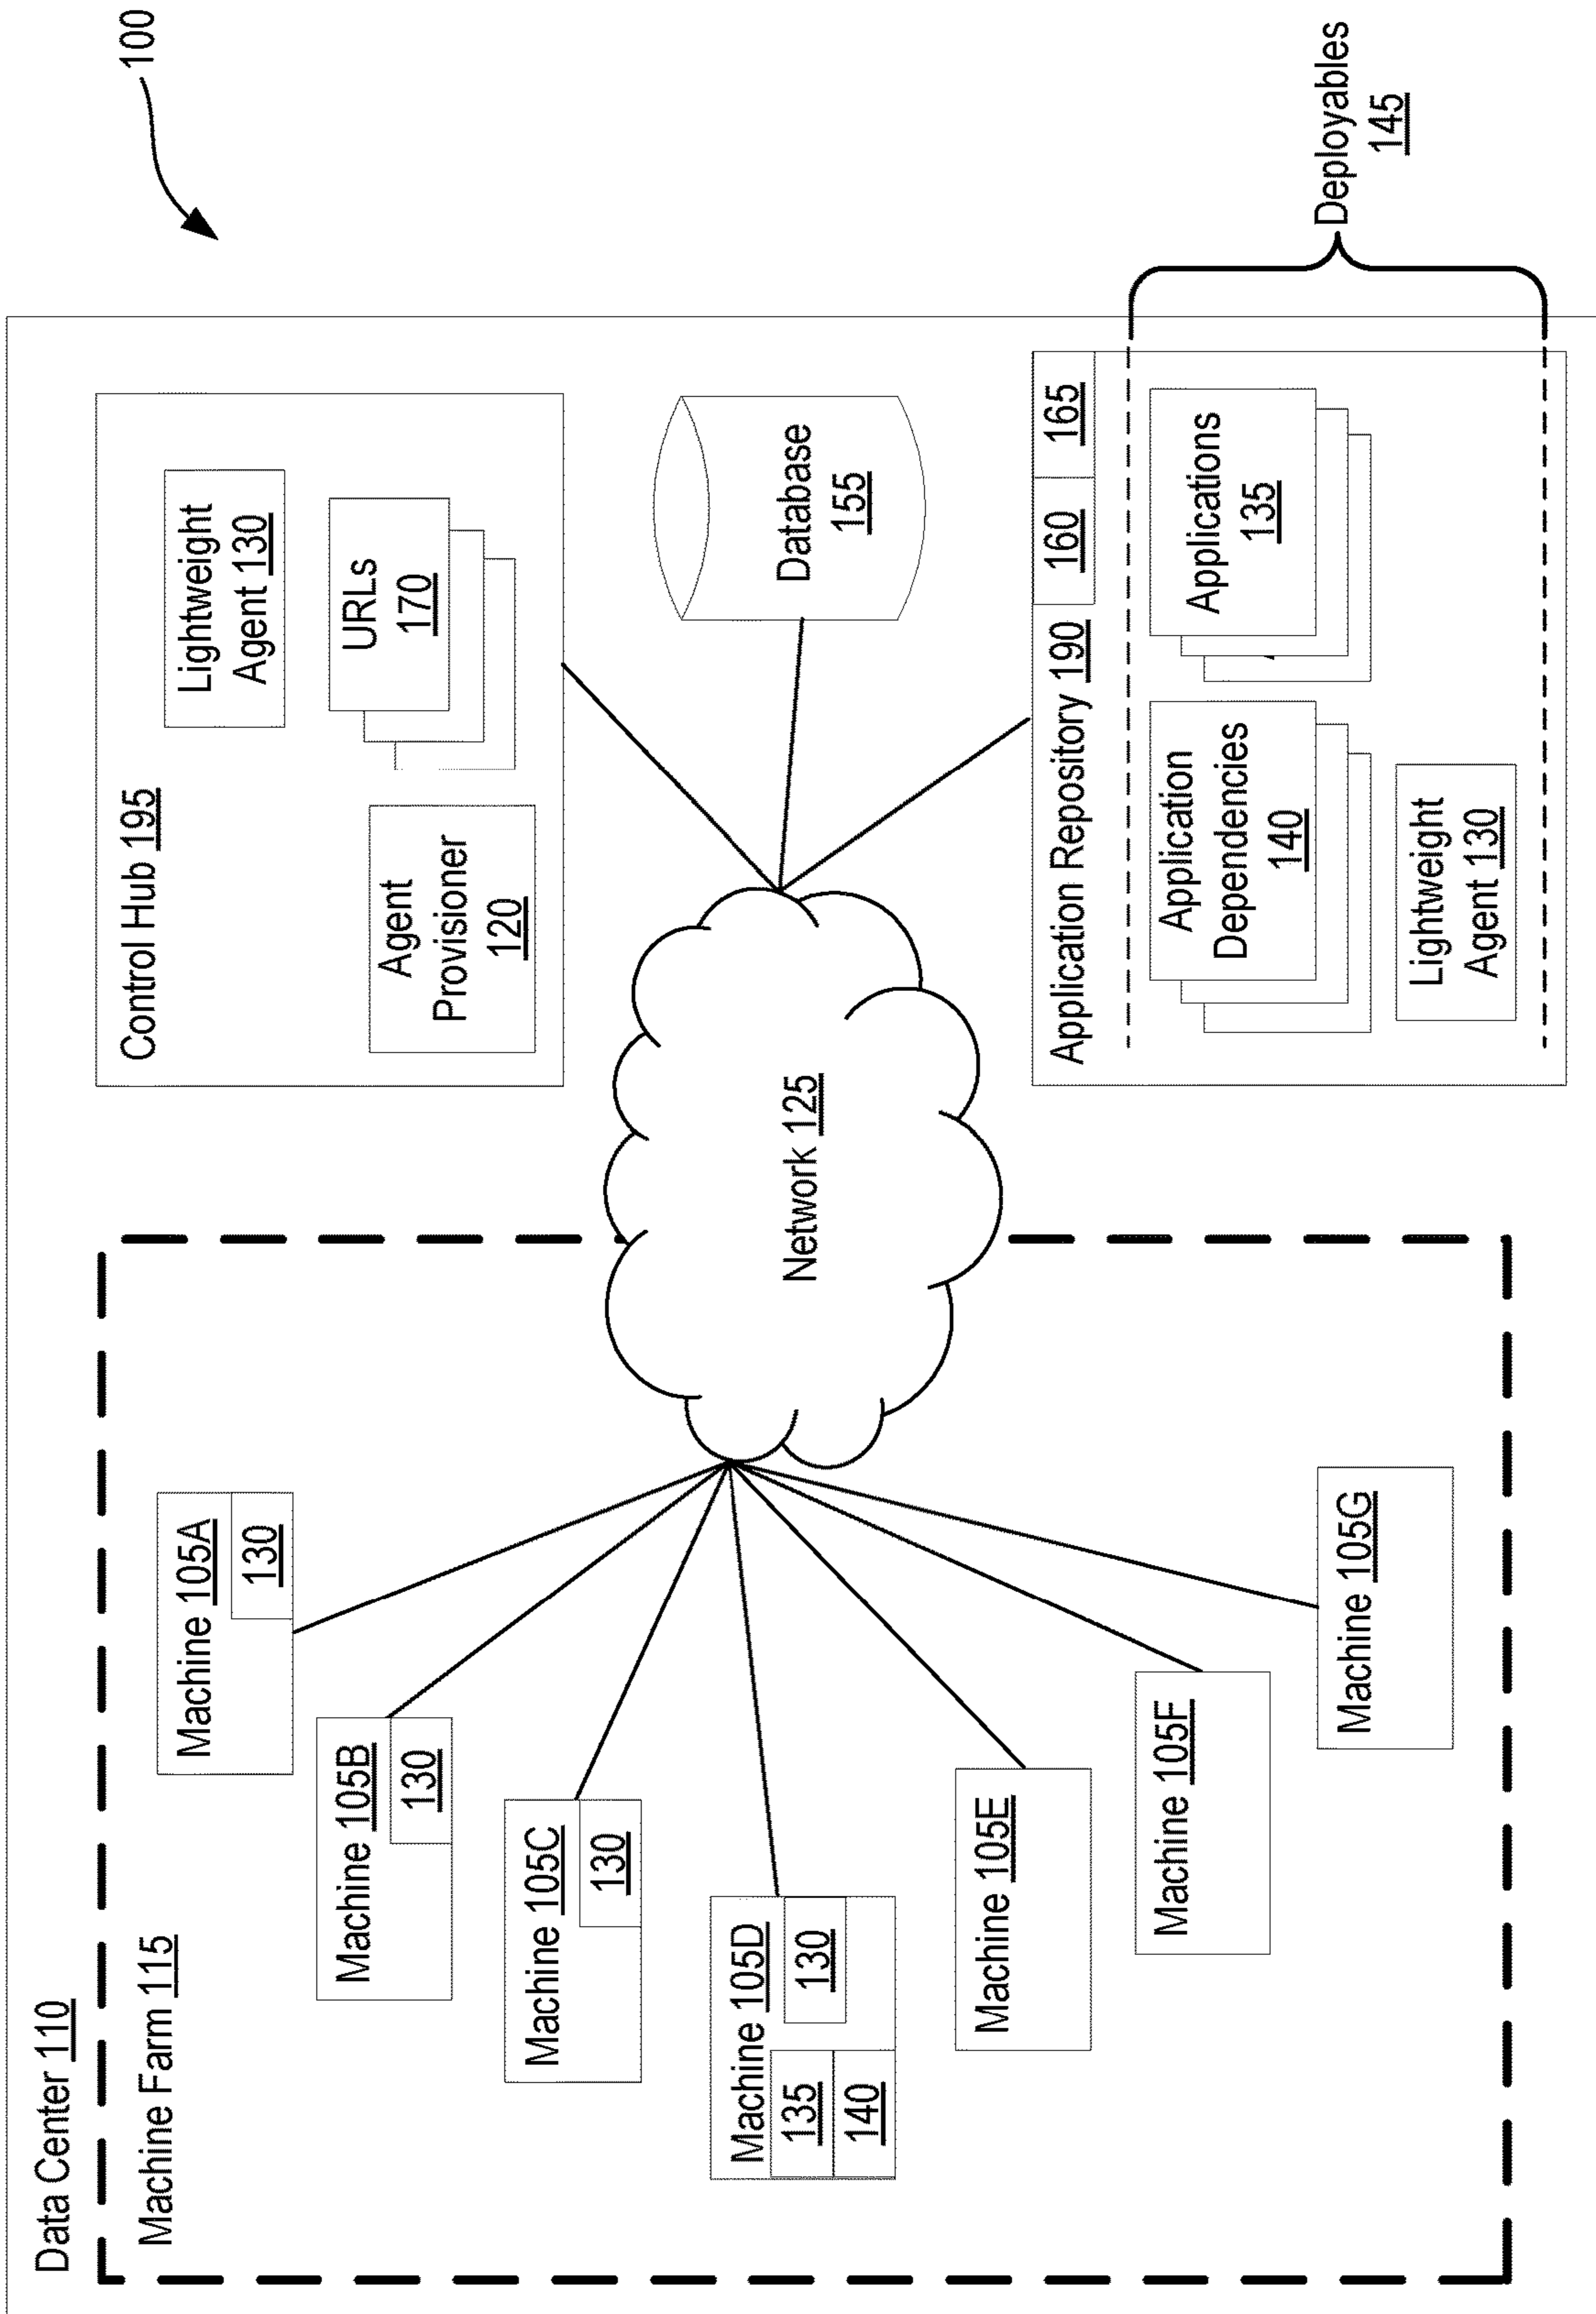 100
Data Center 110
Machine Farm 115
Machine 105A
130
Machine 105B
130
Machine 105C
130
Machine 105D
130
135
140
Machine 105E
Machine 105F
Machine 105G
Network 125
Control Hub 195
Lightweight
Agent 130
URLs
170
Agent
Provisioner
120
Database
155
Application Repository 190
160
165
Application
Dependencies
140
Applications
135
Lightweight
Agent 130
Deployables
145